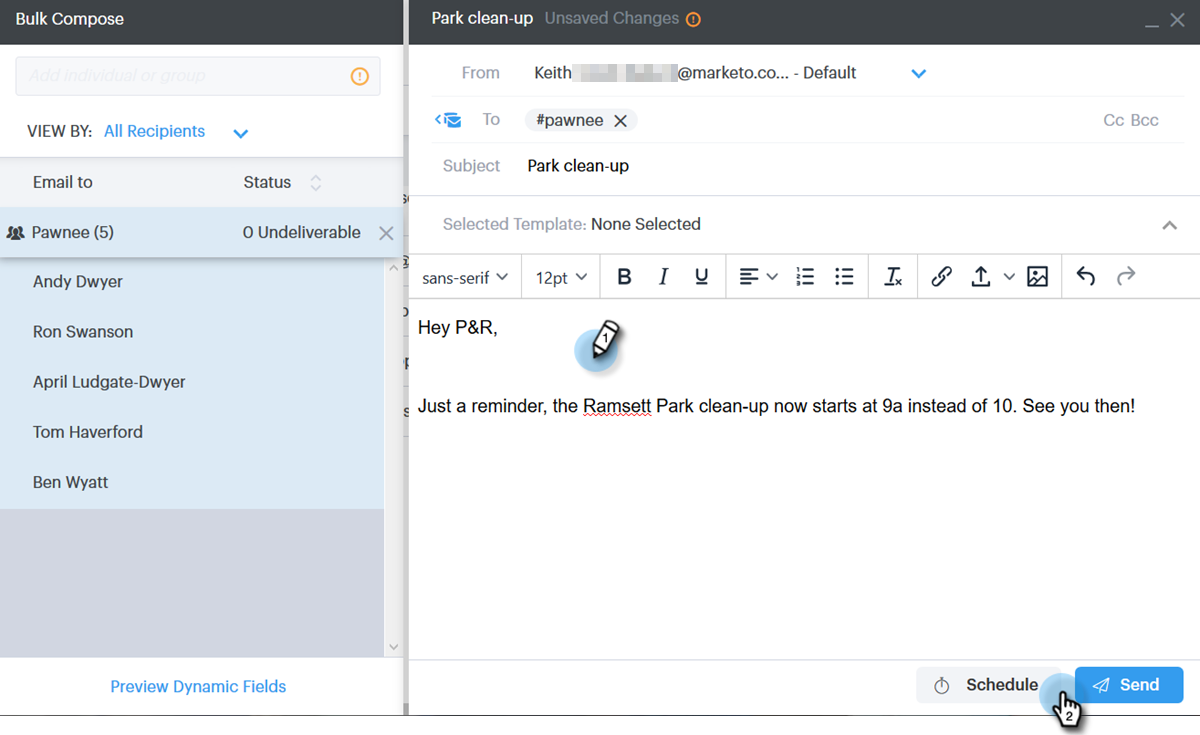 Bulk Compose
Add individual or group
VIEW BY: All Recipients
Email to Status
Pawnee (5) 0 Undeliverable
Andy Dwyer
Ron Swanson
April Ludgate-Dwyer
Tom Haverford
Ben Wyatt
Preview Dynamic Fields
Park clean-up Unsaved Changes
From Keith @marketo.co... - Default
To #pawnee Cc Bcc
Subject Park clean-up
Selected Template: None Selected
sans-serif 12pt B I U
Hey P&R,
1
Just a reminder, the Ramsett Park clean-up now starts at 9a instead of 10. See you then!
Schedule Send
2